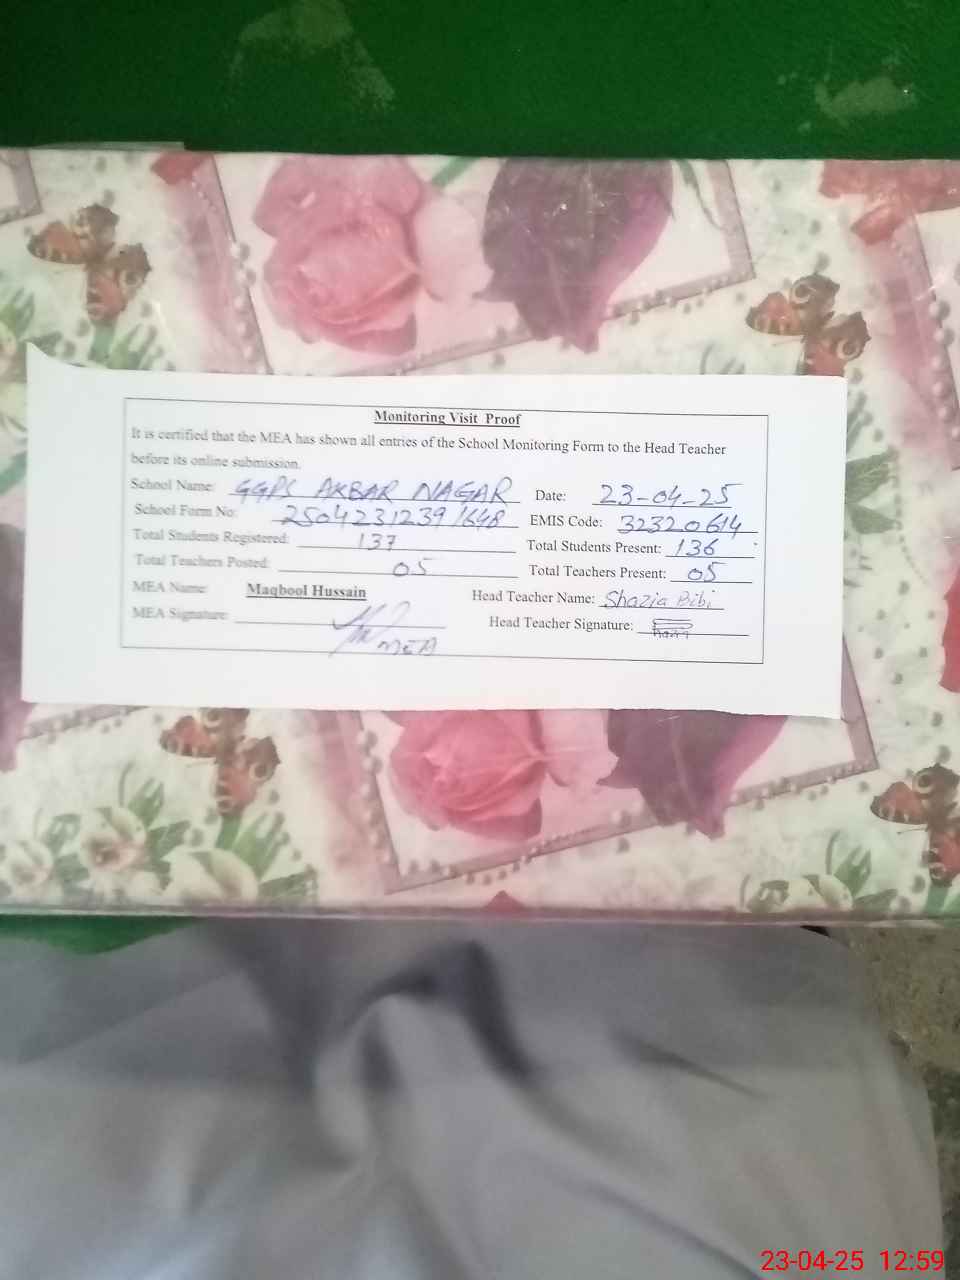 Monitoring Visit Proof
It is certified that the MEA has shown all entries of the School Monitoring Form to the Head Teacher
before its online submission.
School Name: GGPS AKBAR NAGAR Date: 23-04-25
School Form No: 25042312391648 EMIS Code: 32320614
Total Students Registered: 137 Total Students Present: 136
Total Teachers Posted: 05 Total Teachers Present: 05
MEA Name: Maqbool Hussain Head Teacher Name: Shazia Bibi
MEA Signature: MEA Head Teacher Signature:
23-04-25 12:59